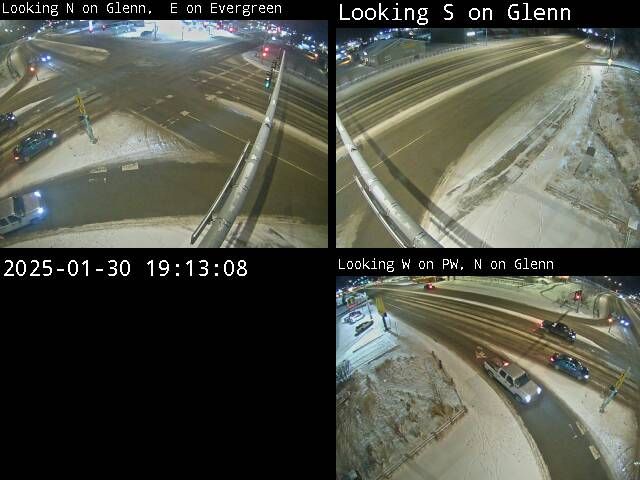 Looking N on Glenn,  E on Evergreen
Looking S on Glenn
2025-01-30 19:13:08
Looking W on PW, N on Glenn